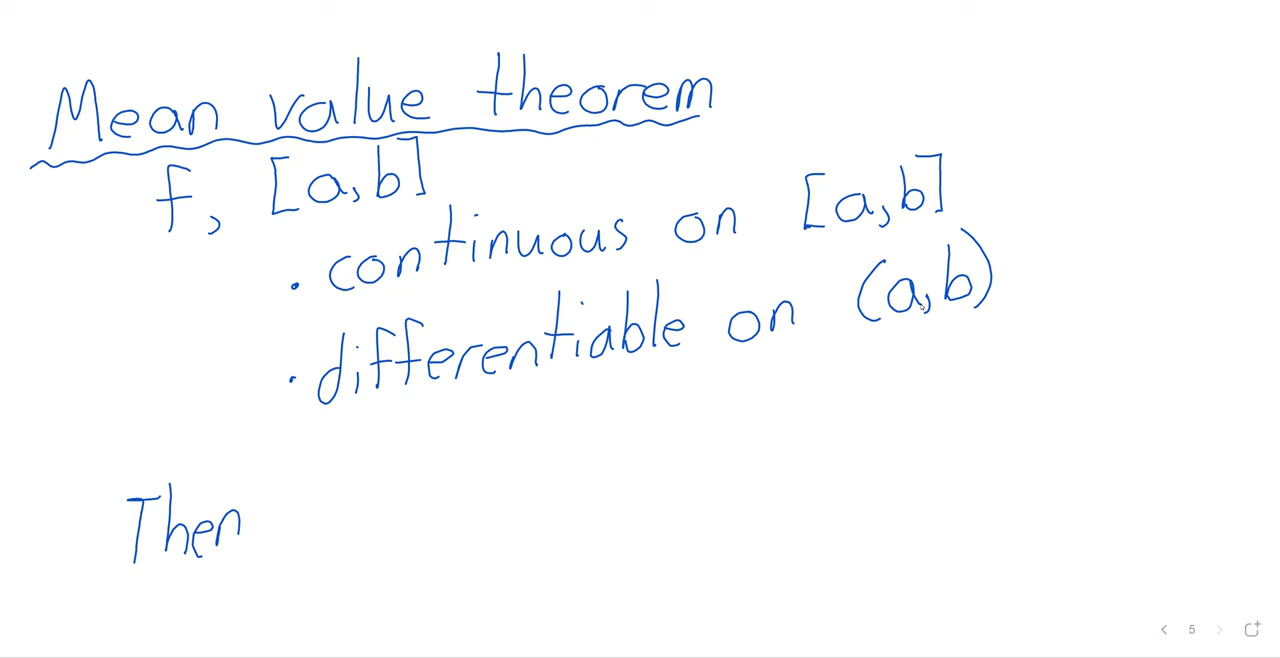 Mean value theorem
f, [a,b]
· continuous on [a,b]
· differentiable on (a,b)
Then
< 5 >